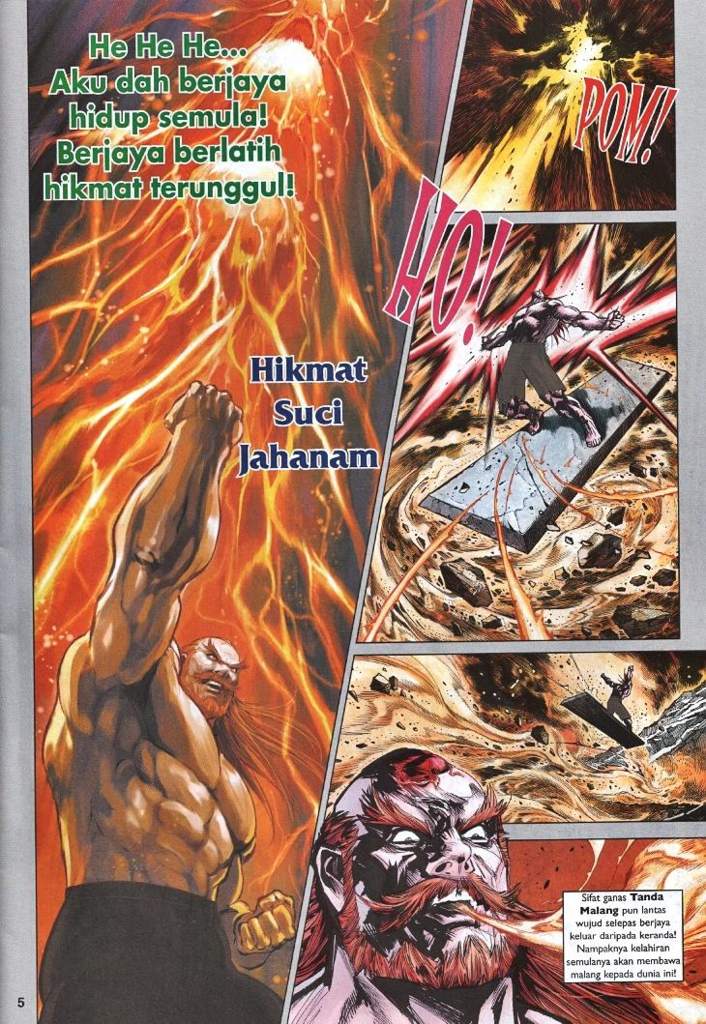 He He He...
Aku dah berjaya
hidup semula!
Berjaya berlatih
hikmat terunggul!
Hikmat
Suci
Jahanam
POM!
HO!
Sifat ganas Tanda
Malang pun lantas
wujud selepas berjaya
keluar daripada keranda!
Nampaknya kelahiran
semulanya akan membawa
malang kepada dunia ini!
5